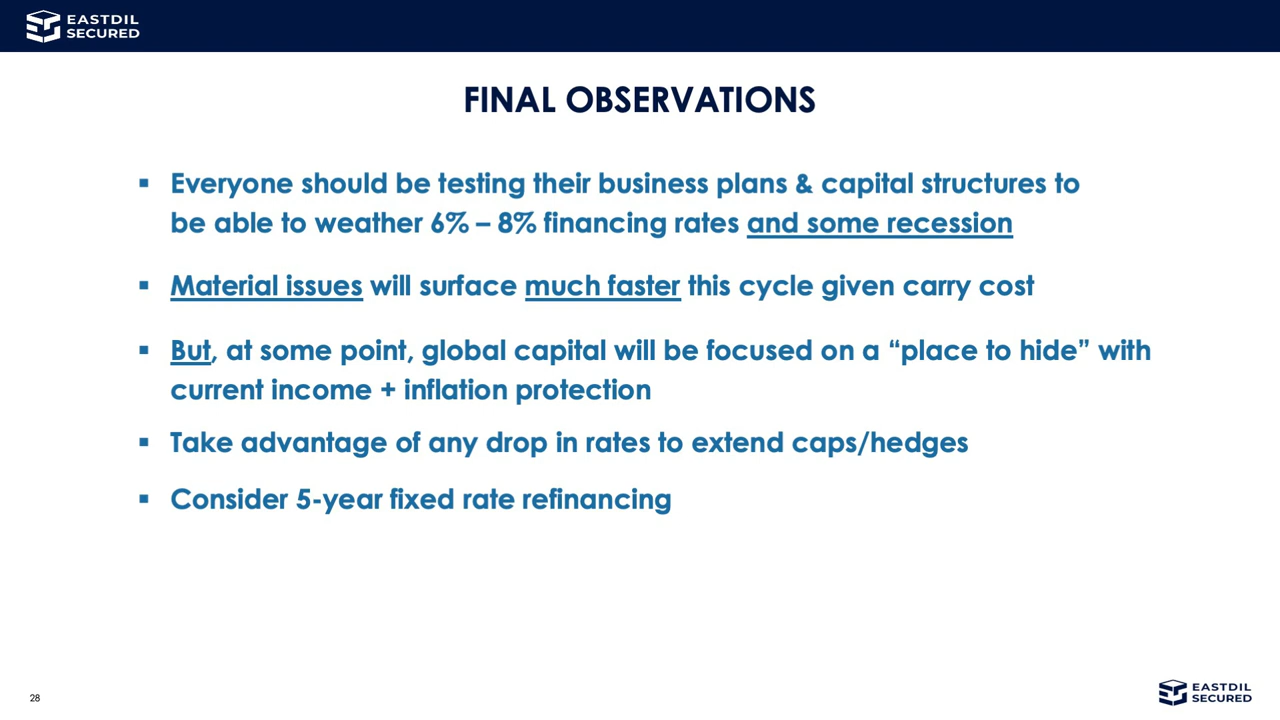 EASTDIL
SECURED
FINAL OBSERVATIONS
▪ Everyone should be testing their business plans & capital structures to
be able to weather 6% – 8% financing rates and some recession
▪ Material issues will surface much faster this cycle given carry cost
▪ But, at some point, global capital will be focused on a “place to hide” with
current income + inflation protection
▪ Take advantage of any drop in rates to extend caps/hedges
▪ Consider 5-year fixed rate refinancing
28
EASTDIL
SECURED